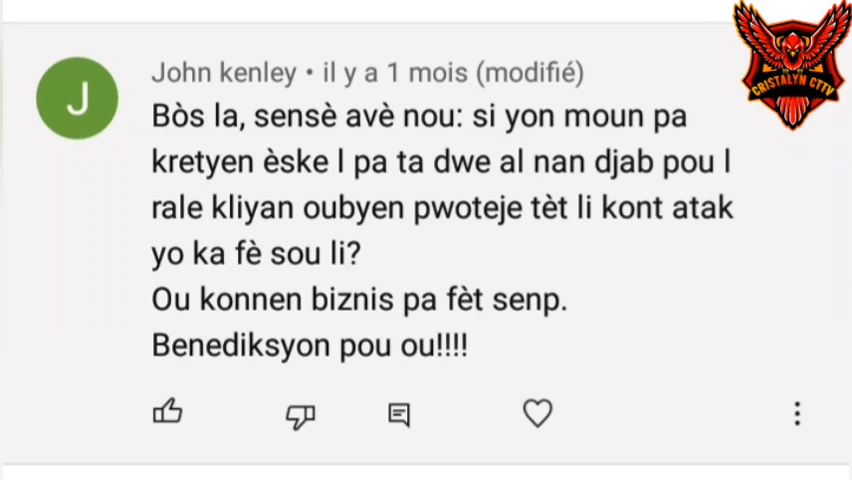 John kenley • il y a 1 mois (modifié)
J
Bòs la, sensè avè nou: si yon moun pa
kretyen èske l pa ta dwe al nan djab pou l
rale kliyan oubyen pwoteje tèt li kont atak
yo ka fè sou li?
Ou konnen biznis pa fèt senp.
Benediksyon pou ou!!!!
CRISTALYN CTTV